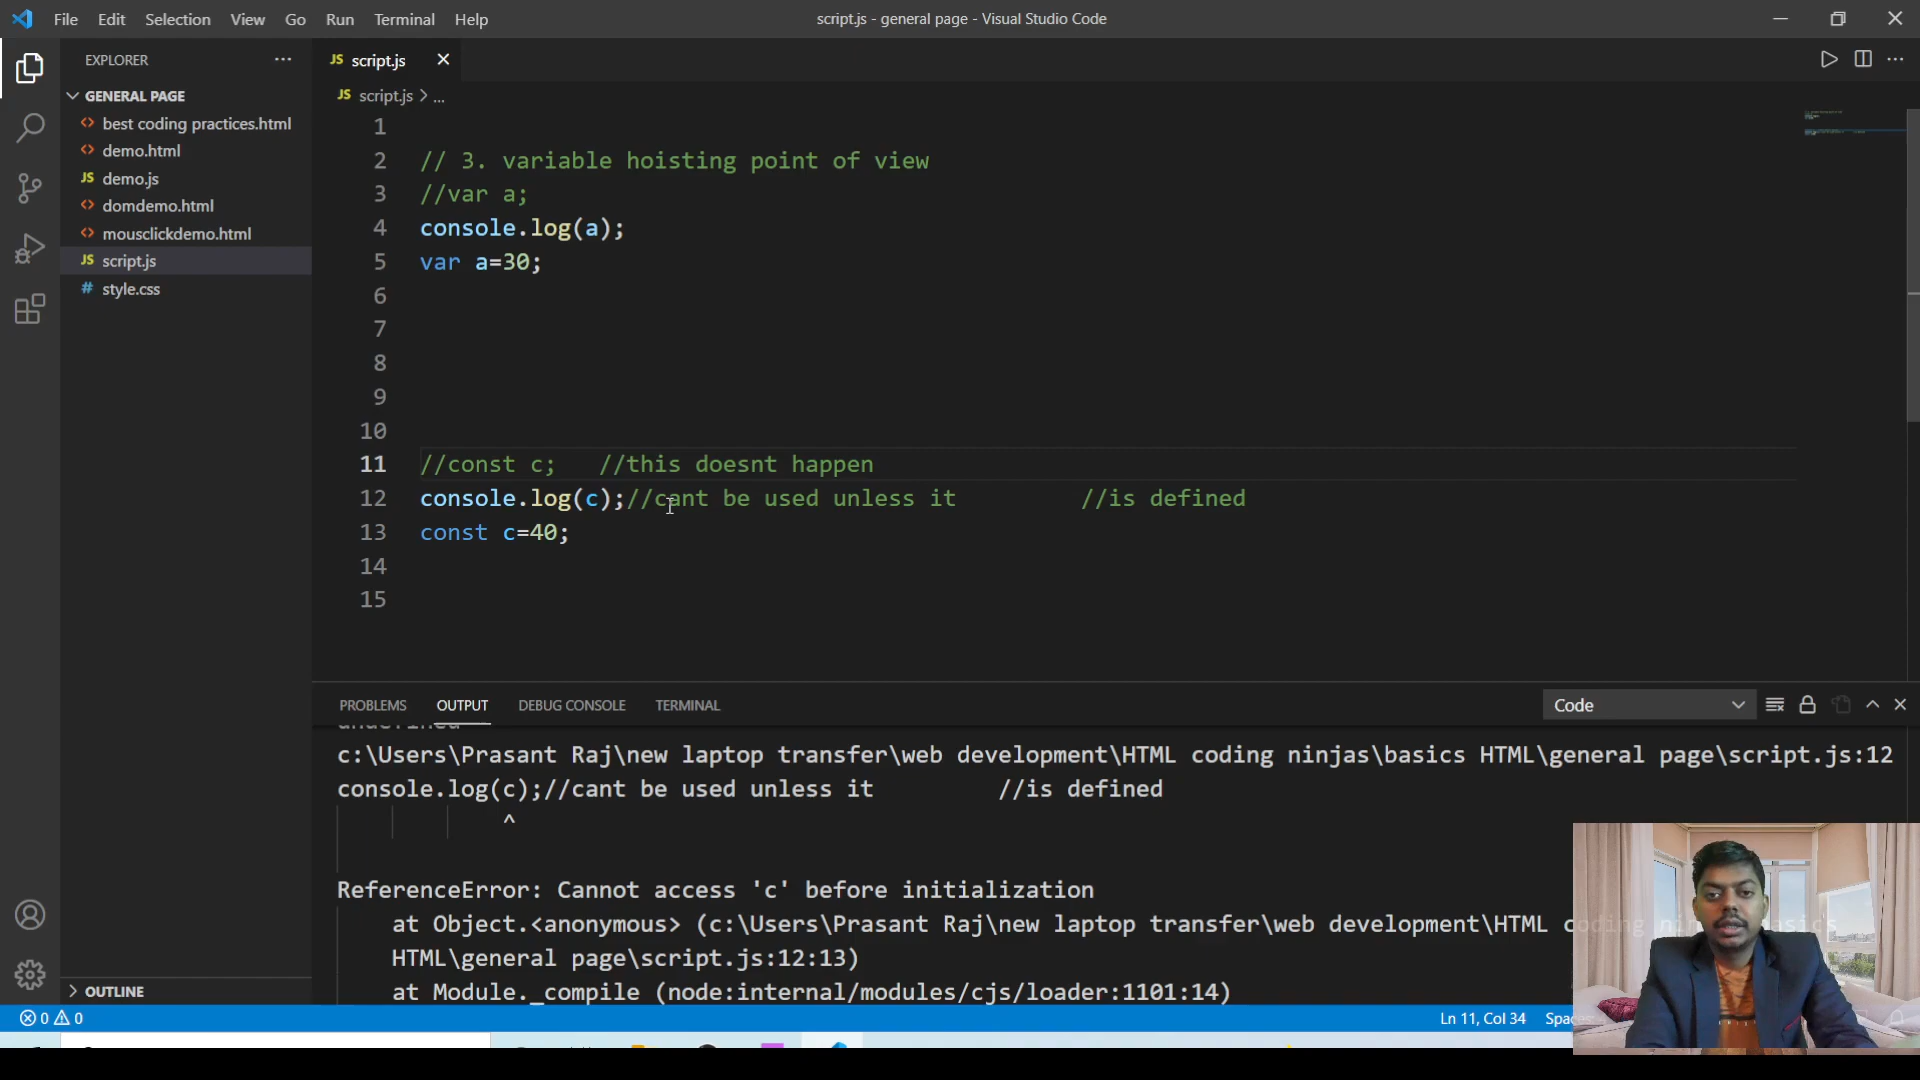 File Edit Selection View Go Run Terminal Help script.js - general page - Visual Studio Code
EXPLORER
GENERAL PAGE
best coding practices.html
demo.html
JS demo.js
domdemo.html
mousclickdemo.html
JS script.js
# style.css
OUTLINE
JS script.js
JS script.js > ...
1
2 // 3. variable hoisting point of view
3 //var a;
4 console.log(a);
5 var a=30;
6
7
8
9
10
11 //const c; //this doesnt happen
12 console.log(c);//cant be used unless it //is defined
13 const c=40;
14
15
PROBLEMS OUTPUT DEBUG CONSOLE TERMINAL Code
undefined
c:\Users\Prasant Raj\new laptop transfer\web development\HTML coding ninjas\basics HTML\general page\script.js:12
console.log(c);//cant be used unless it //is defined
^
ReferenceError: Cannot access 'c' before initialization
at Object.<anonymous> (c:\Users\Prasant Raj\new laptop transfer\web development\HTML coding ninjas\basics
HTML\general page\script.js:12:13)
at Module._compile (node:internal/modules/cjs/loader:1101:14)
0 0 Ln 11, Col 34